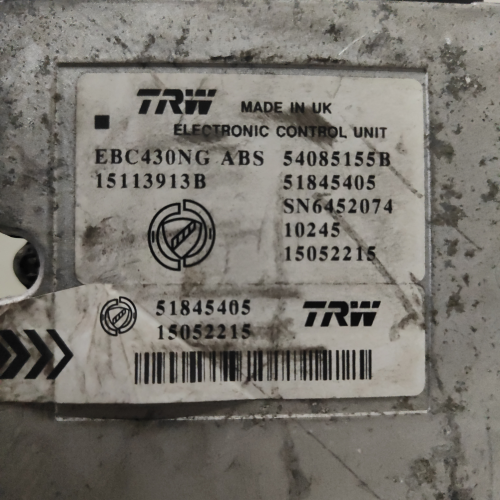 TRW MADE IN UK
ELECTRONIC CONTROL UNIT
EBC430NG ABS 54085155B
15113913B 51845405
SN6452074
10245
15052215
51845405 TRW
15052215